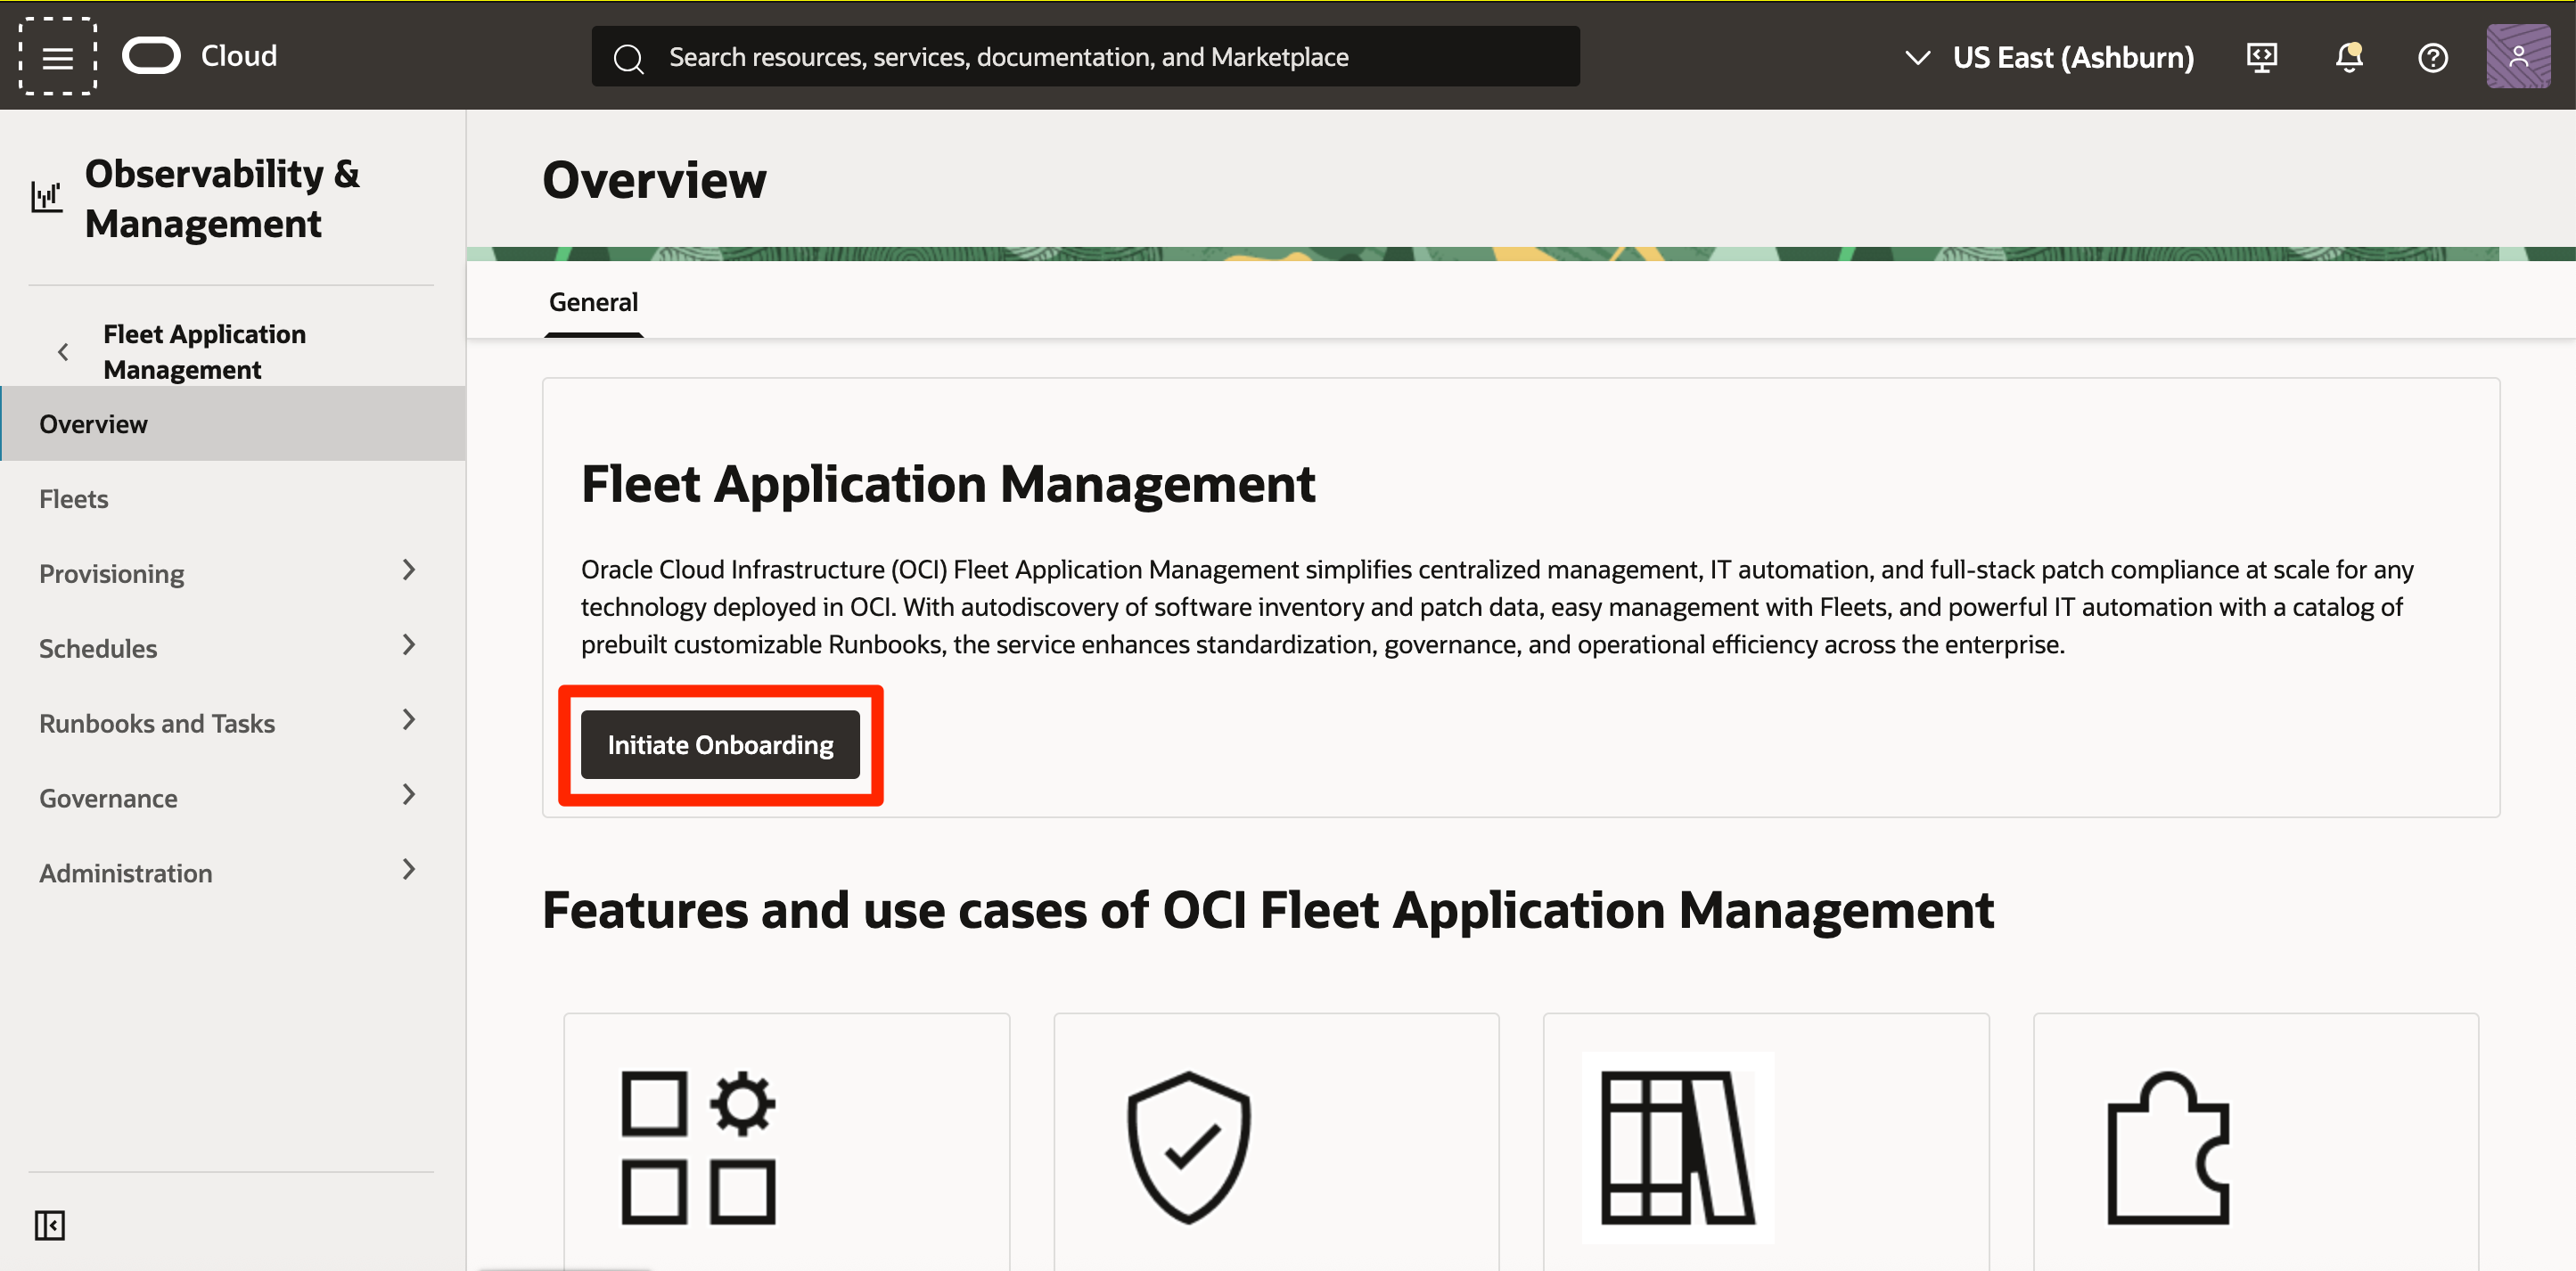 Cloud
Search resources, services, documentation, and Marketplace
US East (Ashburn)
Observability &
Management
Fleet Application
Management
Overview
Fleets
Provisioning
Schedules
Runbooks and Tasks
Governance
Administration
Overview
General
Fleet Application Management
Oracle Cloud Infrastructure (OCI) Fleet Application Management simplifies centralized management, IT automation, and full-stack patch compliance at scale for any
technology deployed in OCI. With autodiscovery of software inventory and patch data, easy management with Fleets, and powerful IT automation with a catalog of
prebuilt customizable Runbooks, the service enhances standardization, governance, and operational efficiency across the enterprise.
Initiate Onboarding
Features and use cases of OCI Fleet Application Management